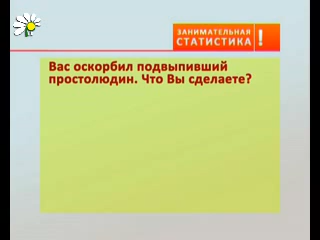 ЗАНИМАТЕЛЬНАЯ
СТАТИСТИКА !
Вас оскорбил подвыпивший
простолюдин. Что Вы сделаете?